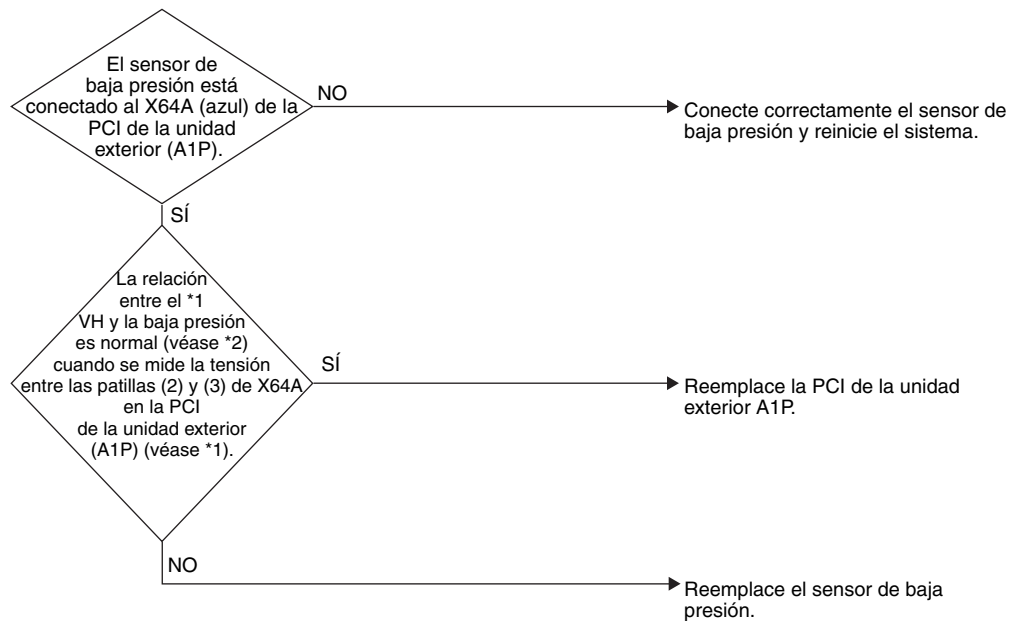 El sensor de
baja presión está
conectado al X64A (azul) de la
PCI de la unidad
exterior (A1P).
NO
Conecte correctamente el sensor de
baja presión y reinicie el sistema.
SÍ
La relación
entre el *1
VH y la baja presión
es normal (véase *2)
cuando se mide la tensión
entre las patillas (2) y (3) de X64A
en la PCI
de la unidad exterior
(A1P) (véase *1).
SÍ
Reemplace la PCI de la unidad
exterior A1P.
NO
Reemplace el sensor de baja
presión.